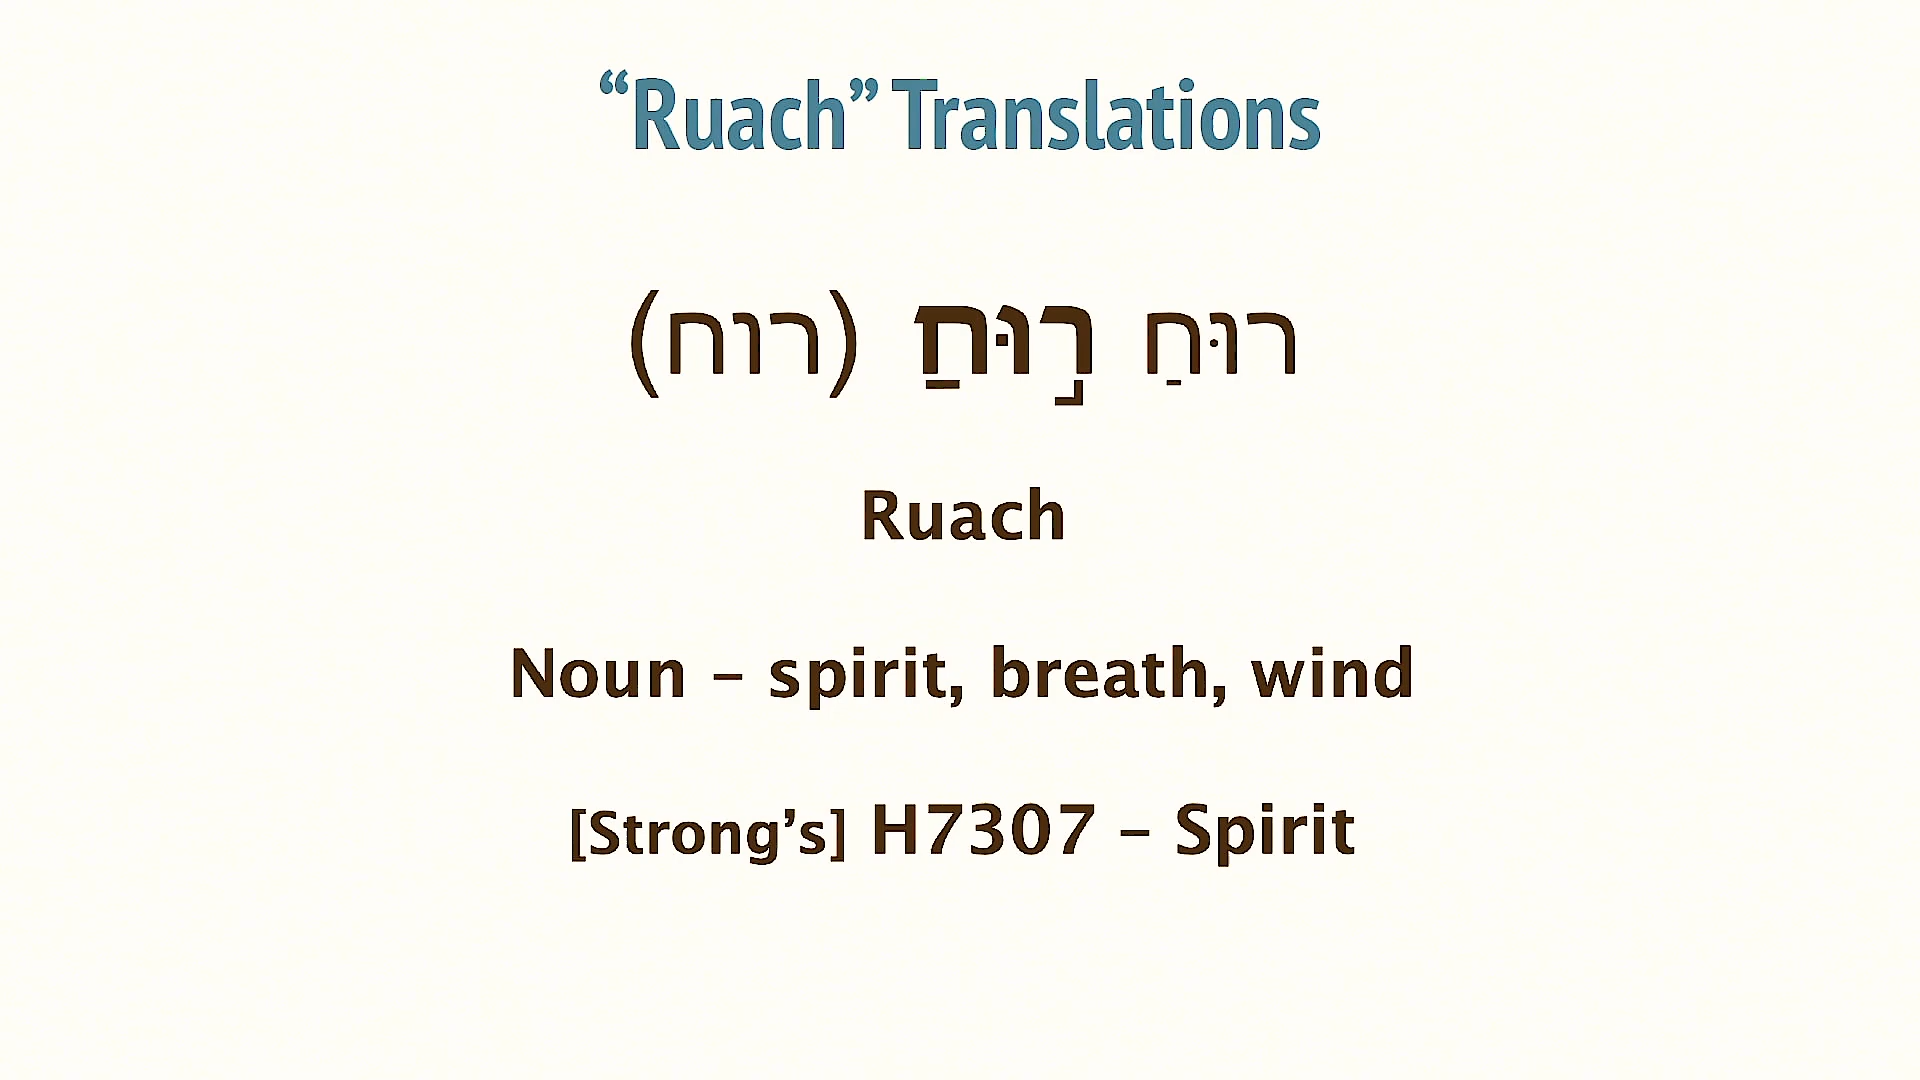 “Ruach” Translations
רוּחַ ר֛וּחַ (רוח)
Ruach
Noun – spirit, breath, wind
[Strong’s] H7307 – Spirit